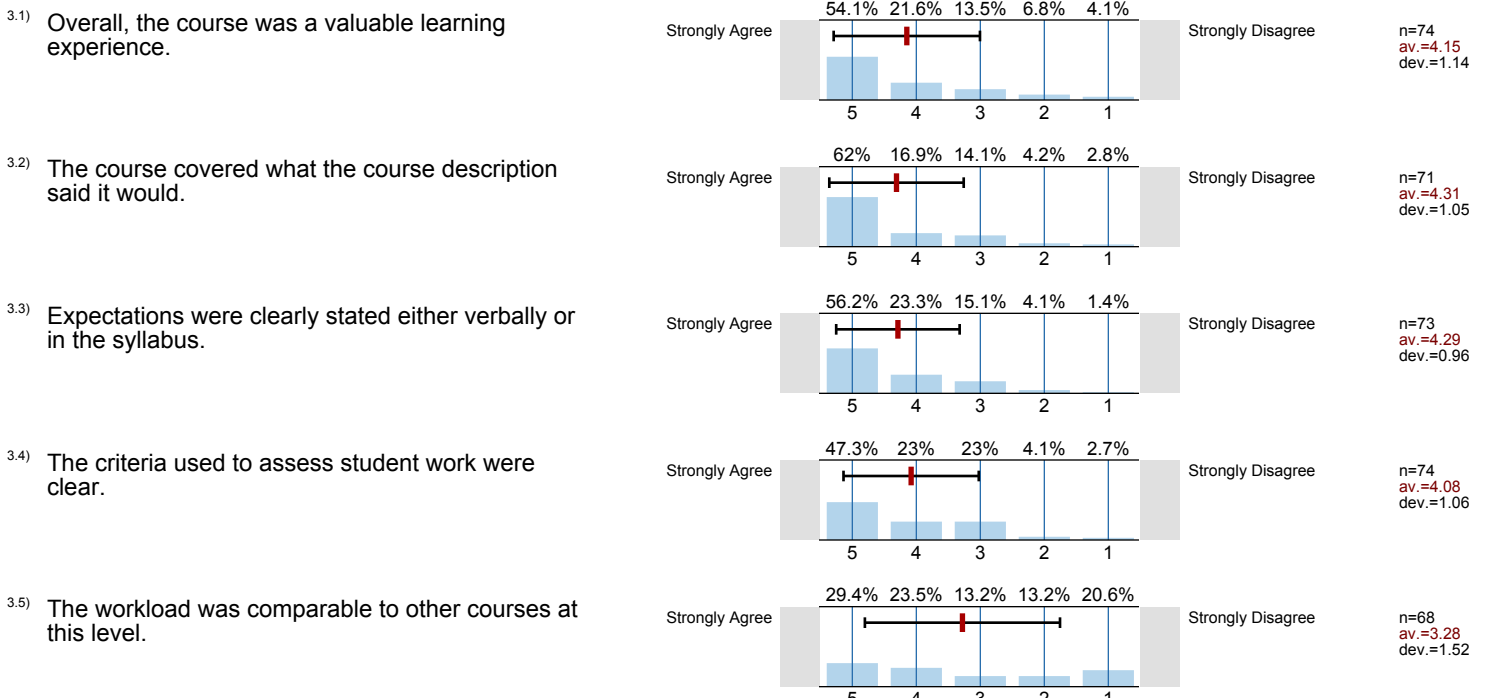 3.1) Overall, the course was a valuable learning
experience.
54.1% 21.6% 13.5% 6.8% 4.1%
Strongly Agree
Strongly Disagree
n=74
av.=4.15
dev.=1.14
5 4 3 2 1
3.2) The course covered what the course description
said it would.
62% 16.9% 14.1% 4.2% 2.8%
Strongly Agree
Strongly Disagree
n=71
av.=4.31
dev.=1.05
5 4 3 2 1
3.3) Expectations were clearly stated either verbally or
in the syllabus.
56.2% 23.3% 15.1% 4.1% 1.4%
Strongly Agree
Strongly Disagree
n=73
av.=4.29
dev.=0.96
5 4 3 2 1
3.4) The criteria used to assess student work were
clear.
47.3% 23% 23% 4.1% 2.7%
Strongly Agree
Strongly Disagree
n=74
av.=4.08
dev.=1.06
5 4 3 2 1
3.5) The workload was comparable to other courses at
this level.
29.4% 23.5% 13.2% 13.2% 20.6%
Strongly Agree
Strongly Disagree
n=68
av.=3.28
dev.=1.52
5 4 3 2 1